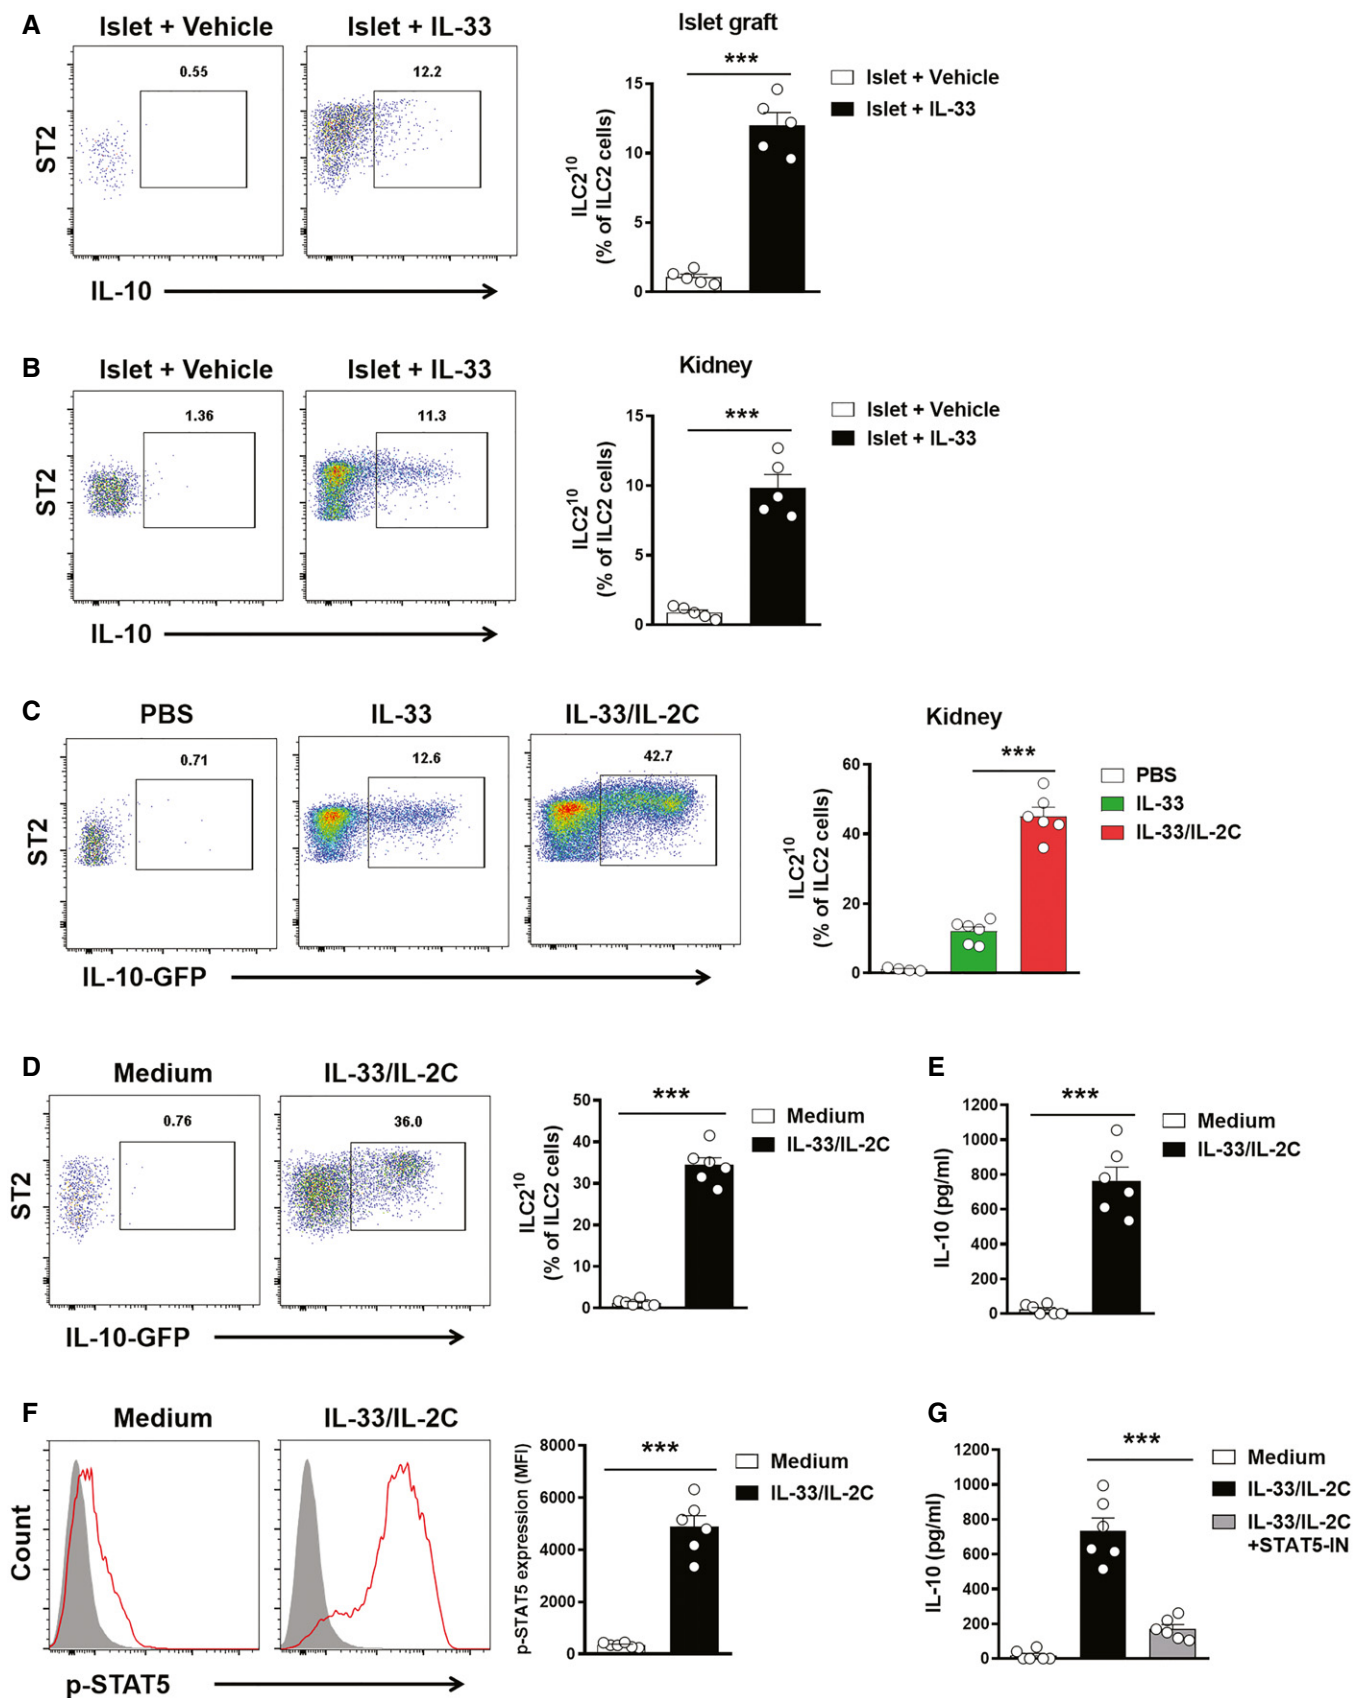 A
Islet + Vehicle
Islet + IL-33
0.55
12.2
ST2
IL-10
Islet graft
***
15
10
5
0
ILC2¹⁰
(% of ILC2 cells)
Islet + Vehicle
Islet + IL-33
B
Islet + Vehicle
Islet + IL-33
1.36
11.3
ST2
IL-10
Kidney
***
15
10
5
0
ILC2¹⁰
(% of ILC2 cells)
Islet + Vehicle
Islet + IL-33
C
PBS
IL-33
IL-33/IL-2C
0.71
12.6
42.7
ST2
IL-10-GFP
Kidney
***
60
40
20
0
ILC2¹⁰
(% of ILC2 cells)
PBS
IL-33
IL-33/IL-2C
D
Medium
IL-33/IL-2C
0.76
36.0
ST2
IL-10-GFP
***
50
40
30
20
10
0
ILC2¹⁰
(% of ILC2 cells)
Medium
IL-33/IL-2C
E
***
1200
1000
800
600
400
200
0
IL-10 (pg/ml)
Medium
IL-33/IL-2C
F
Medium
IL-33/IL-2C
Count
p-STAT5
***
8000
6000
4000
2000
0
p-STAT5 expression (MFI)
Medium
IL-33/IL-2C
G
***
1200
1000
800
600
400
200
0
IL-10 (pg/ml)
Medium
IL-33/IL-2C
IL-33/IL-2C
+STAT5-IN